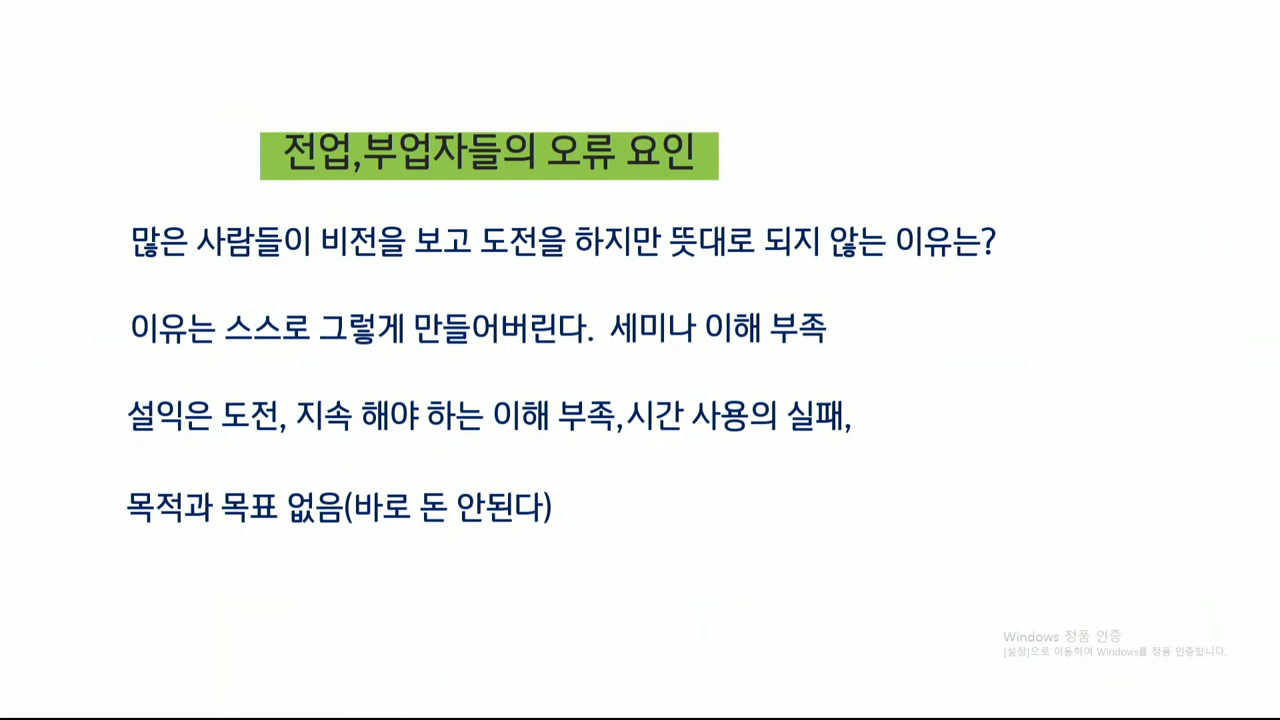 전업,부업자들의 오류 요인
많은 사람들이 비전을 보고 도전을 하지만 뜻대로 되지 않는 이유는?
이유는 스스로 그렇게 만들어버린다. 세미나 이해 부족
설익은 도전, 지속 해야 하는 이해 부족,시간 사용의 실패,
목적과 목표 없음(바로 돈 안된다)
Windows 정품 인증
[설정]으로 이동하여 Windows를 정품 인증합니다.